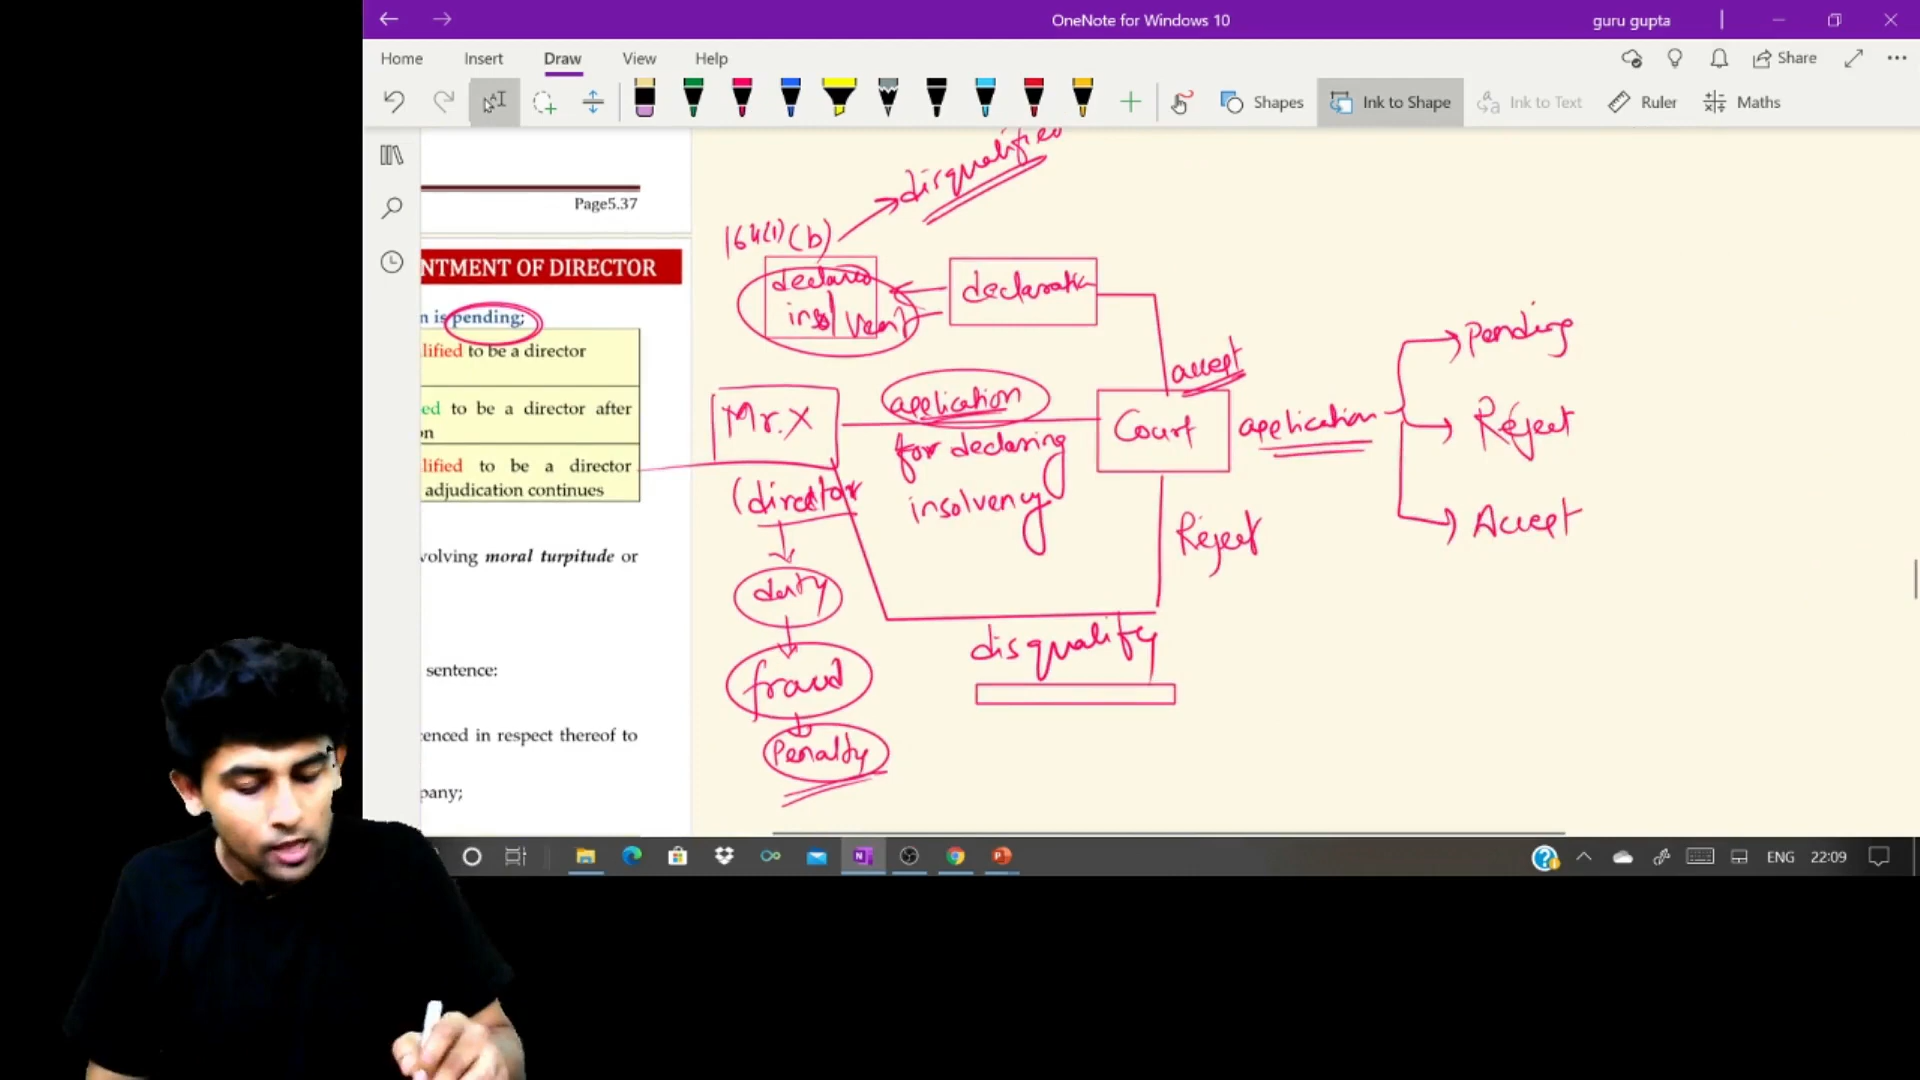 OneNote for Windows 10
guru gupta
Home
Insert
Draw
View
Help
Share
Shapes
Ink to Shape
Ink to Text
Ruler
Maths
Page5.37
NTMENT OF DIRECTOR
n is pending;
lified to be a director
ed to be a director after
on
lified to be a director
adjudication continues
volving moral turpitude or
sentence:
enced in respect thereof to
pany;
disqualified
164(1)(b)
declared
insolvent
declaration
accept
Mr. X
application
for declaring
insolvency
Court
application
Pending
Reject
Accept
(director
duty
fraud
Penalty
Reject
disqualify
ENG
22:09